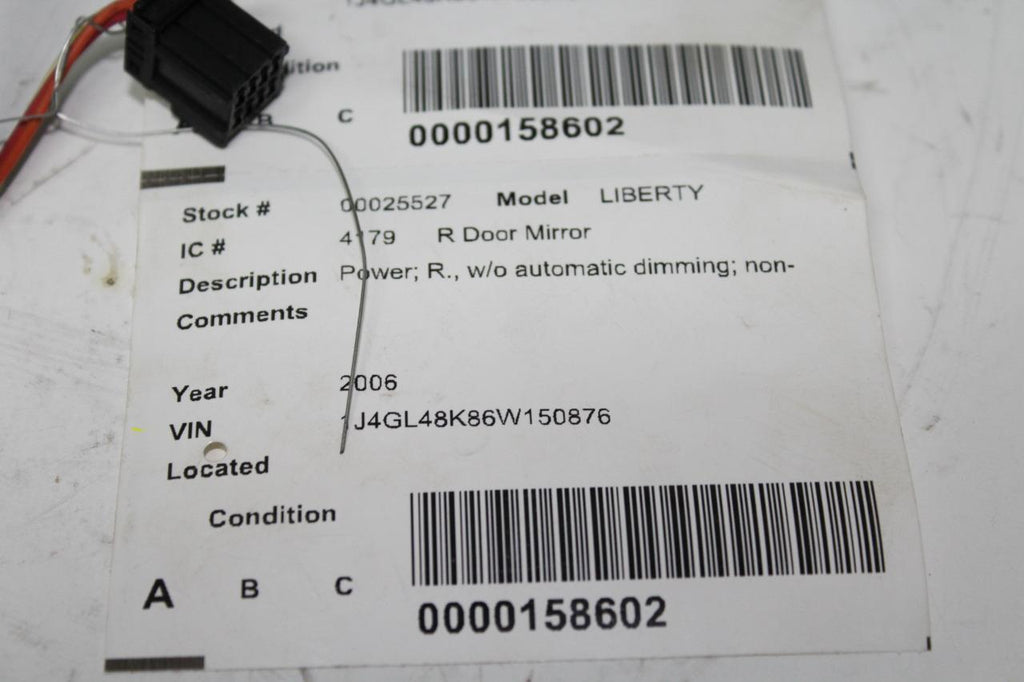 C
0000158602
Stock # 00025527 Model LIBERTY
IC # 4179 R Door Mirror
Description Power; R., w/o automatic dimming; non-
Comments
Year 2006
VIN 1J4GL48K86W150876
Located
Condition
A B C
0000158602